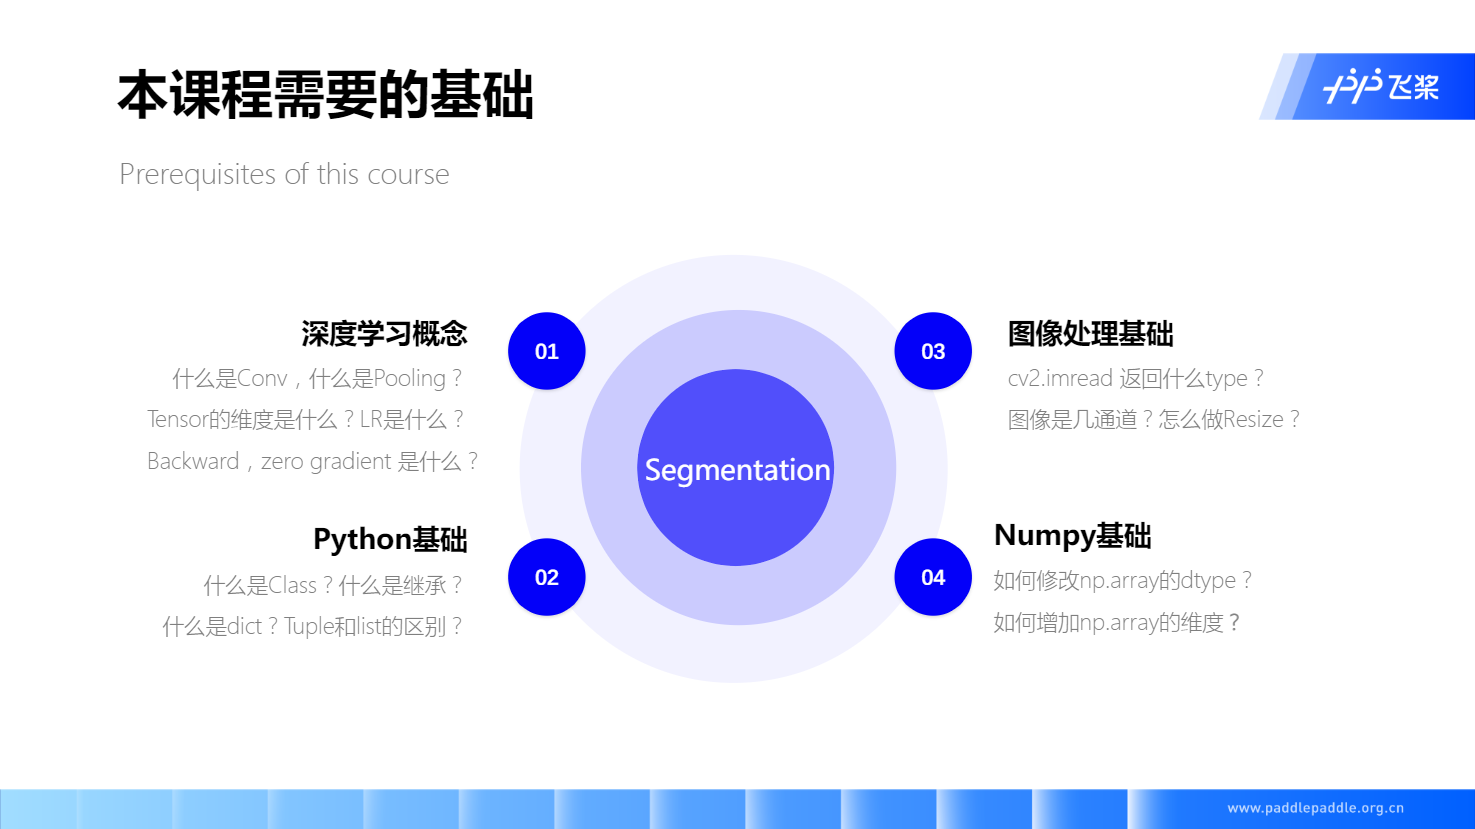 本课程需要的基础
飞桨
Prerequisites of this course
深度学习概念
什么是Conv，什么是Pooling？
Tensor的维度是什么？LR是什么？
Backward，zero gradient 是什么？
01
Python基础
什么是Class？什么是继承？
什么是dict？Tuple和list的区别？
02
Segmentation
03
图像处理基础
cv2.imread 返回什么type？
图像是几通道？怎么做Resize？
04
Numpy基础
如何修改np.array的dtype？
如何增加np.array的维度？
www.paddlepaddle.org.cn